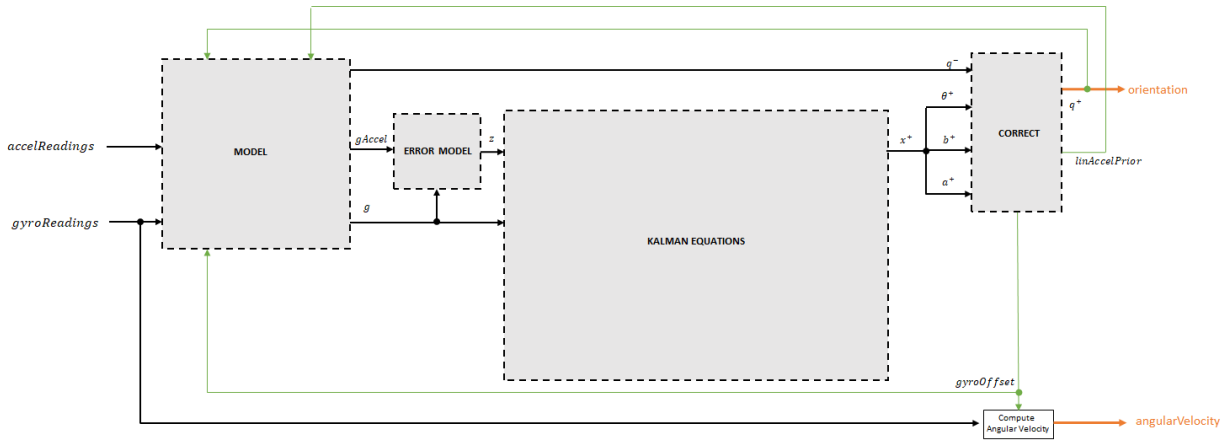 q⁻
orientation
θ⁺
q⁺
CORRECT
gAccel
z
accelReadings
MODEL
ERROR MODEL
x⁺
b⁺
linAccelPrior
a⁺
g
gyroReadings
KALMAN EQUATIONS
gyroOffset
Compute
Angular Velocity
angularVelocity